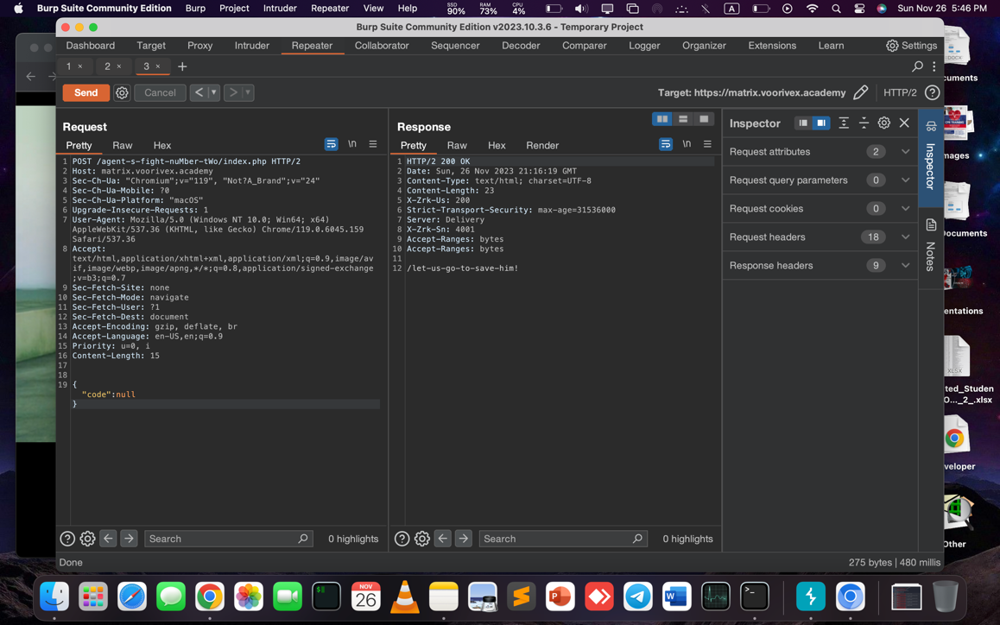 Burp Suite Community Edition Burp Project Intruder Repeater View Help SSD 90% RAM 73% CPU 4% A Sun Nov 26 5:46 PM
Burp Suite Community Edition v2023.10.3.6 - Temporary Project
Dashboard Target Proxy Intruder Repeater Collaborator Sequencer Decoder Comparer Logger Organizer Extensions Learn Settings
1 × 2 × 3 × +
Send Cancel < > Target: https://matrix.voorivex.academy HTTP/2 ?
Request
Pretty Raw Hex \n
1 POST /agent-s-fight-nuMber-tWo/index.php HTTP/2
2 Host: matrix.voorivex.academy
3 Sec-Ch-Ua: "Chromium";v="119", "Not?A_Brand";v="24"
4 Sec-Ch-Ua-Mobile: ?0
5 Sec-Ch-Ua-Platform: "macOS"
6 Upgrade-Insecure-Requests: 1
7 User-Agent: Mozilla/5.0 (Windows NT 10.0; Win64; x64)
AppleWebKit/537.36 (KHTML, like Gecko) Chrome/119.0.6045.159
Safari/537.36
8 Accept:
text/html,application/xhtml+xml,application/xml;q=0.9,image/av
if,image/webp,image/apng,*/*;q=0.8,application/signed-exchange
;v=b3;q=0.7
9 Sec-Fetch-Site: none
10 Sec-Fetch-Mode: navigate
11 Sec-Fetch-User: ?1
12 Sec-Fetch-Dest: document
13 Accept-Encoding: gzip, deflate, br
14 Accept-Language: en-US,en;q=0.9
15 Priority: u=0, i
16 Content-Length: 15
17
18
19 {
"code":null
}
? Search 0 highlights
Response
Pretty Raw Hex Render \n
1 HTTP/2 200 OK
2 Date: Sun, 26 Nov 2023 21:16:19 GMT
3 Content-Type: text/html; charset=UTF-8
4 Content-Length: 23
5 X-Zrk-Us: 200
6 Strict-Transport-Security: max-age=31536000
7 Server: Delivery
8 X-Zrk-Sn: 4001
9 Accept-Ranges: bytes
10 Accept-Ranges: bytes
11
12 /let-us-go-to-save-him!
? Search 0 highlights
Inspector
Request attributes 2
Request query parameters 0
Request cookies 0
Request headers 18
Response headers 9
Inspector
Notes
Done 275 bytes | 480 millis
DOCX
cuments
mages
ocuments
entations
XLSX
ted_Studen
O..._2_.xlsx
veloper
Other
NOV
26